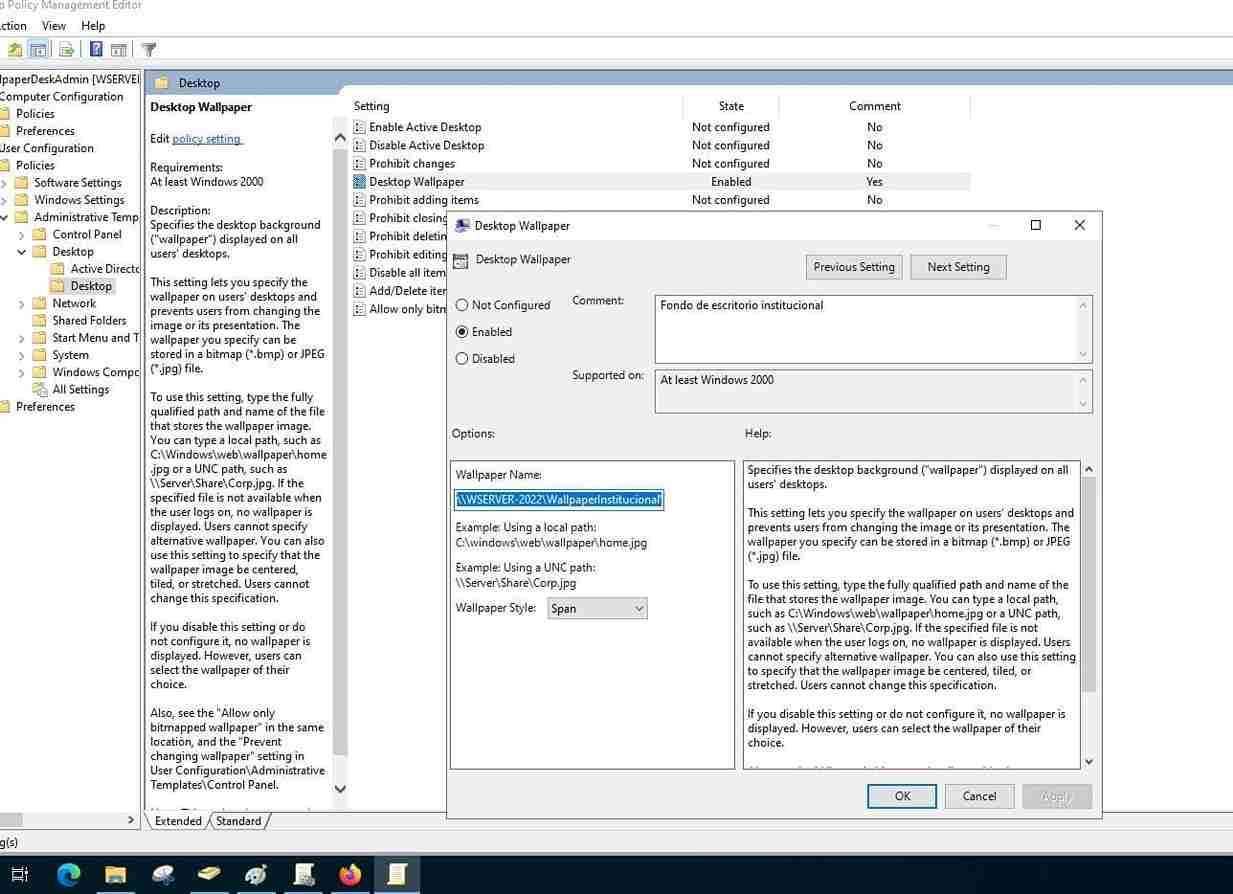 p Policy Management Editor
ction View Help
lpaperDeskAdmin [WSERVE
Computer Configuration
Policies
Preferences
User Configuration
Policies
Software Settings
Windows Settings
Administrative Temp
Control Panel
Desktop
Active Directo
Desktop
Network
Shared Folders
Start Menu and T
System
Windows Compo
All Settings
Preferences
Desktop
Desktop Wallpaper
Edit policy setting
Requirements:
At least Windows 2000
Description:
Specifies the desktop background
("wallpaper") displayed on all
users' desktops.
This setting lets you specify the
wallpaper on users' desktops and
prevents users from changing the
image or its presentation. The
wallpaper you specify can be
stored in a bitmap (*.bmp) or JPEG
(*.jpg) file.
To use this setting, type the fully
qualified path and name of the file
that stores the wallpaper image.
You can type a local path, such as
C:\Windows\web\wallpaper\home
.jpg or a UNC path, such as
\\Server\Share\Corp.jpg. If the
specified file is not available when
the user logs on, no wallpaper is
displayed. Users cannot specify
alternative wallpaper. You can also
use this setting to specify that the
wallpaper image be centered,
tiled, or stretched. Users cannot
change this specification.
If you disable this setting or do
not configure it, no wallpaper is
displayed. However, users can
select the wallpaper of their
choice.
Also, see the "Allow only
bitmapped wallpaper" in the same
location, and the "Prevent
changing wallpaper" setting in
User Configuration\Administrative
Templates\Control Panel.
Setting State Comment
Enable Active Desktop Not configured No
Disable Active Desktop Not configured No
Prohibit changes Not configured No
Desktop Wallpaper Enabled Yes
Prohibit adding items Not configured No
Prohibit closing
Prohibit deletin
Prohibit editing
Disable all item
Add/Delete iter
Allow only bitm
Desktop Wallpaper
Desktop Wallpaper
Previous Setting Next Setting
Not Configured
Enabled
Disabled
Comment:
Fondo de escritorio institucional
Supported on:
At least Windows 2000
Options:
Help:
Wallpaper Name:
\\WSERVER-2022\WallpaperInstitucional\
Example: Using a local path:
C:\windows\web\wallpaper\home.jpg
Example: Using a UNC path:
\\Server\Share\Corp.jpg
Wallpaper Style: Span
Specifies the desktop background ("wallpaper") displayed on all
users' desktops.
This setting lets you specify the wallpaper on users' desktops and
prevents users from changing the image or its presentation. The
wallpaper you specify can be stored in a bitmap (*.bmp) or JPEG
(*.jpg) file.
To use this setting, type the fully qualified path and name of the
file that stores the wallpaper image. You can type a local path,
such as C:\Windows\web\wallpaper\home.jpg or a UNC path,
such as \\Server\Share\Corp.jpg. If the specified file is not
available when the user logs on, no wallpaper is displayed. Users
cannot specify alternative wallpaper. You can also use this setting
to specify that the wallpaper image be centered, tiled, or
stretched. Users cannot change this specification.
If you disable this setting or do not configure it, no wallpaper is
displayed. However, users can select the wallpaper of their
choice.
OK Cancel Apply
Extended Standard
g(s)